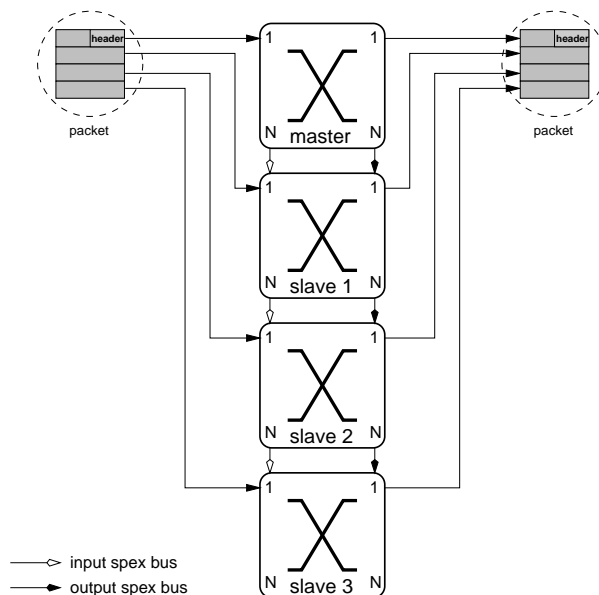 header
packet
1 1
N N
master
1 1
N N
slave 1
1 1
N N
slave 2
1 1
N N
slave 3
header
packet
input spex bus
output spex bus